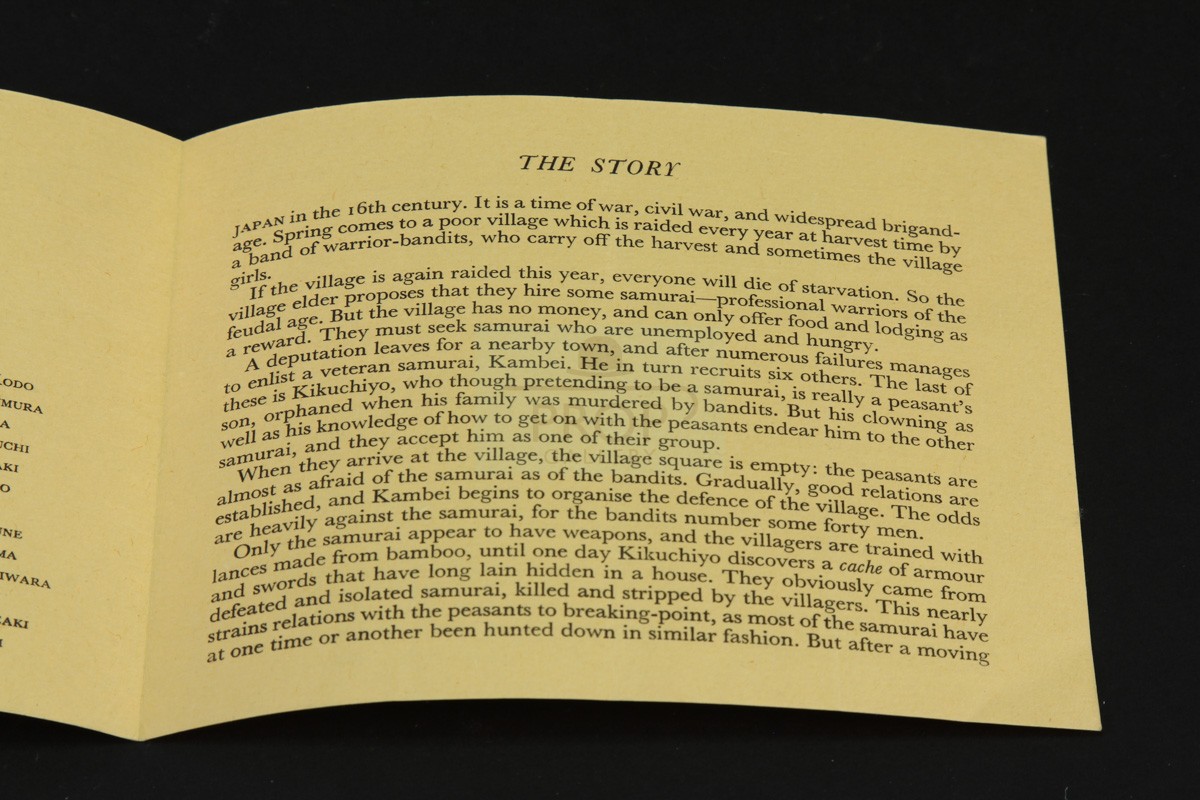 THE STORY
JAPAN in the 16th century. It is a time of war, civil war, and widespread brigand-
age. Spring comes to a poor village which is raided every year at harvest time by
a band of warrior-bandits, who carry off the harvest and sometimes the village
girls.
If the village is again raided this year, everyone will die of starvation. So the
village elder proposes that they hire some samurai—professional warriors of the
feudal age. But the village has no money, and can only offer food and lodging as
a reward. They must seek samurai who are unemployed and hungry.
A deputation leaves for a nearby town, and after numerous failures manages
to enlist a veteran samurai, Kambei. He in turn recruits six others. The last of
these is Kikuchiyo, who though pretending to be a samurai, is really a peasant's
son, orphaned when his family was murdered by bandits. But his clowning as
well as his knowledge of how to get on with the peasants endear him to the other
samurai, and they accept him as one of their group.
When they arrive at the village, the village square is empty: the peasants are
almost as afraid of the samurai as of the bandits. Gradually, good relations are
established, and Kambei begins to organise the defence of the village. The odds
are heavily against the samurai, for the bandits number some forty men.
Only the samurai appear to have weapons, and the villagers are trained with
lances made from bamboo, until one day Kikuchiyo discovers a cache of armour
and swords that have long lain hidden in a house. They obviously came from
defeated and isolated samurai, killed and stripped by the villagers. This nearly
strains relations with the peasants to breaking-point, as most of the samurai have
at one time or another been hunted down in similar fashion. But after a moving